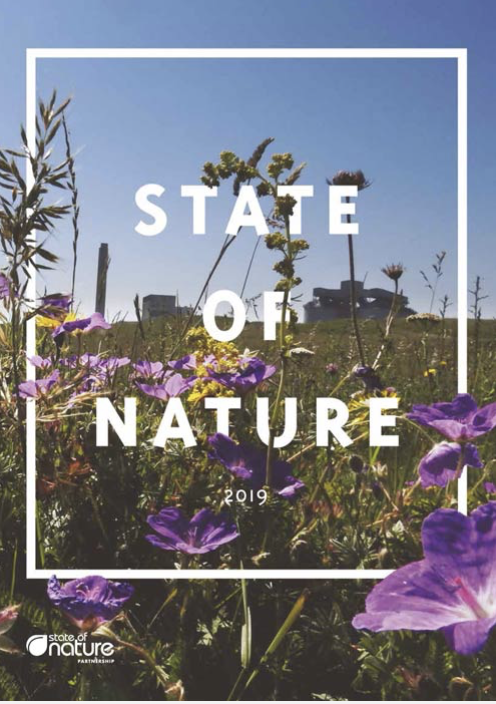 STATE
OF
NATURE
2019
state of
nature
PARTNERSHIP